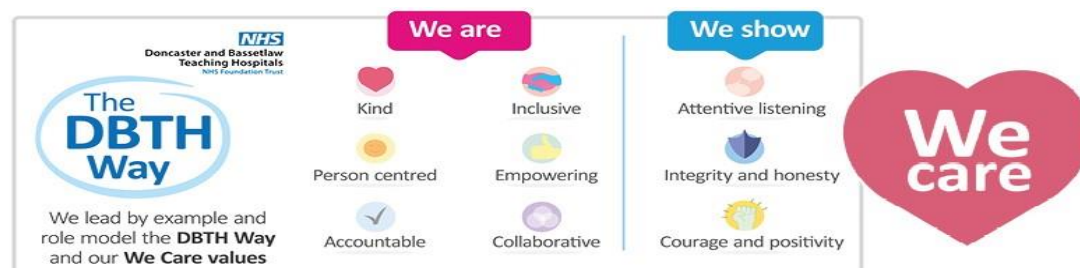 NHS
Doncaster and Bassetlaw
Teaching Hospitals
NHS Foundation Trust
The
DBTH
Way
We lead by example and
role model the DBTH Way
and our We Care values
We are
Kind
Inclusive
Person centred
Empowering
Accountable
Collaborative
We show
Attentive listening
Integrity and honesty
Courage and positivity
We
care